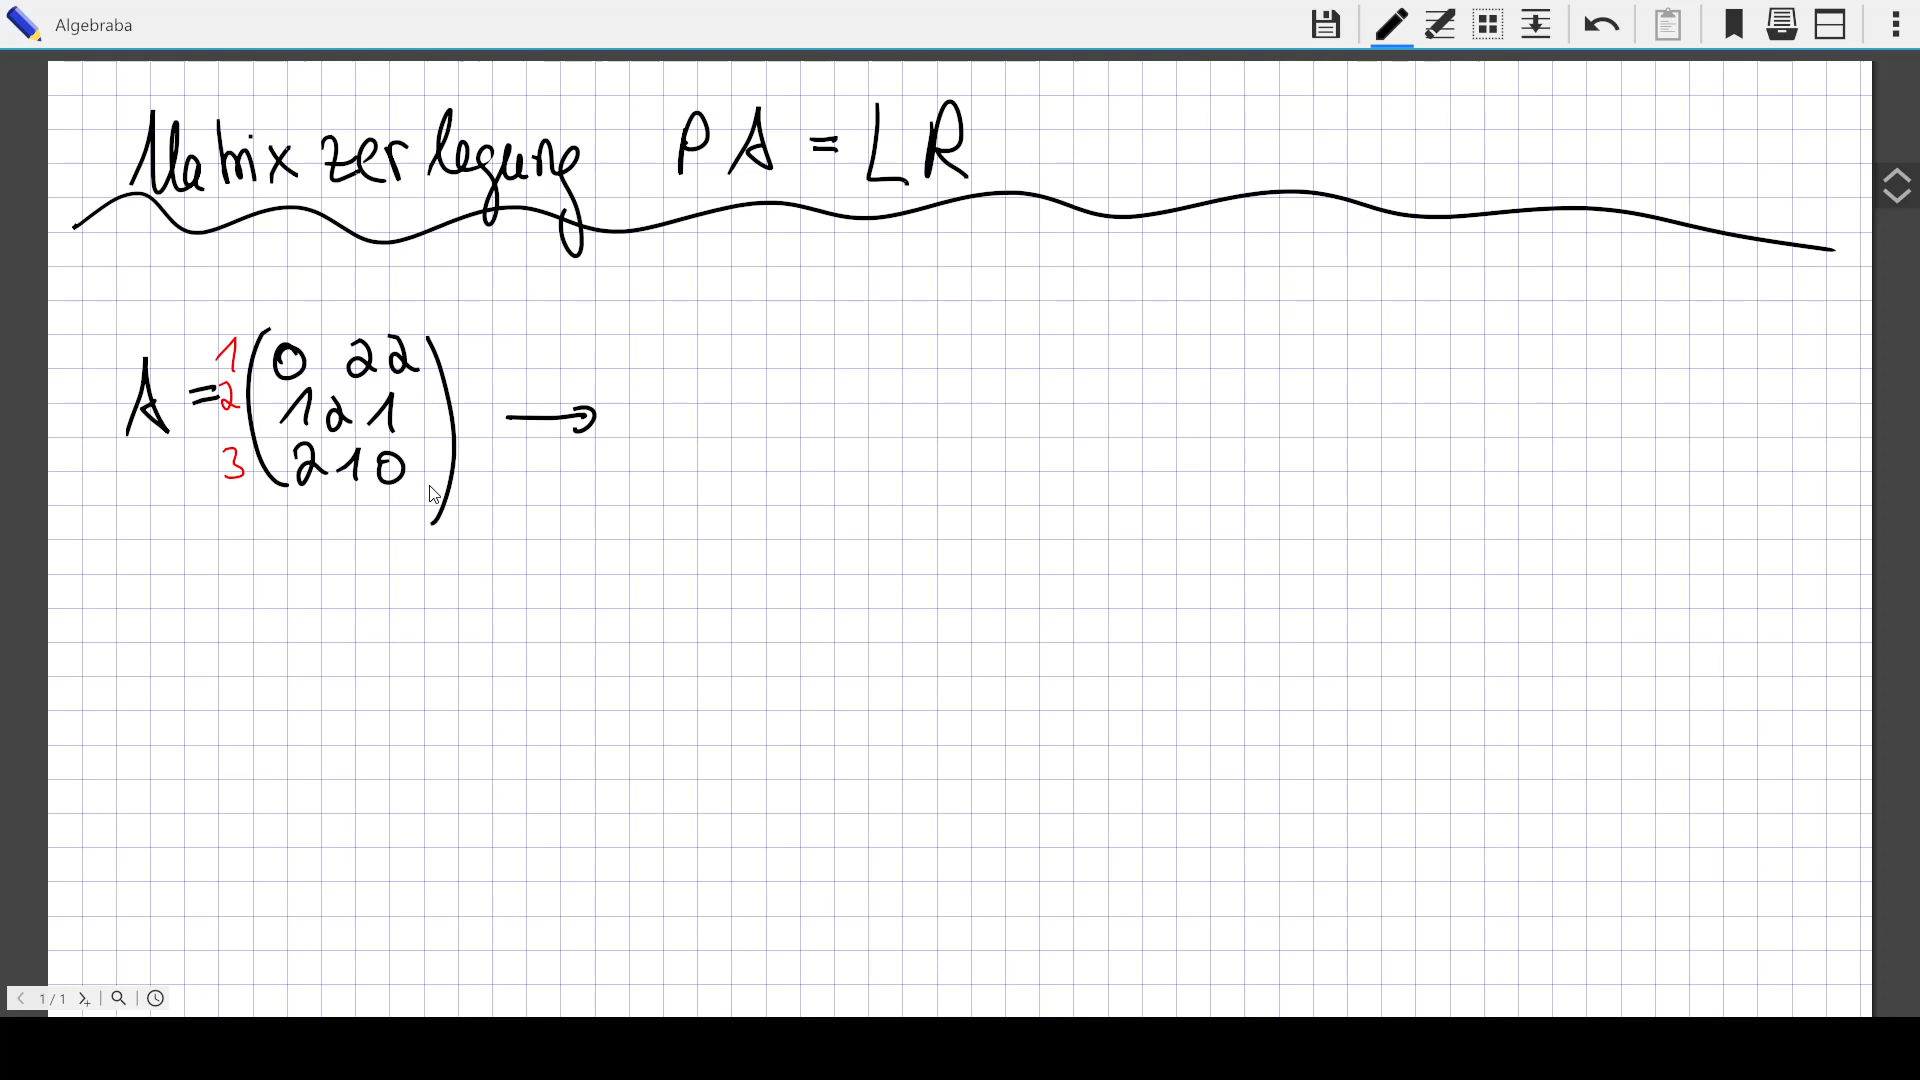 Algebraba
Matrixzerlegung PA = LR
1 0 2 2
A = 2 1 2 1 →
3 2 1 0
1 / 1